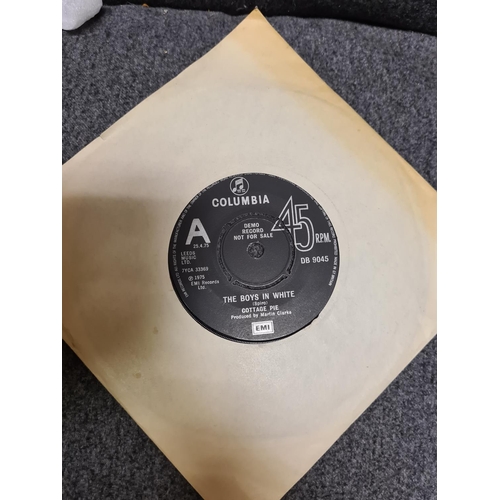 COLUMBIA
A
25.4.75
LEEDS
MUSIC
LTD.
7YCA 33369
℗ 1975
EMI Records
Ltd.
DEMO
RECORD
NOT FOR SALE
45 R.P.M.
DB 9045
THE BOYS IN WHITE
(Spiro)
COTTAGE PIE
Produced by Martin Clarke
EMI